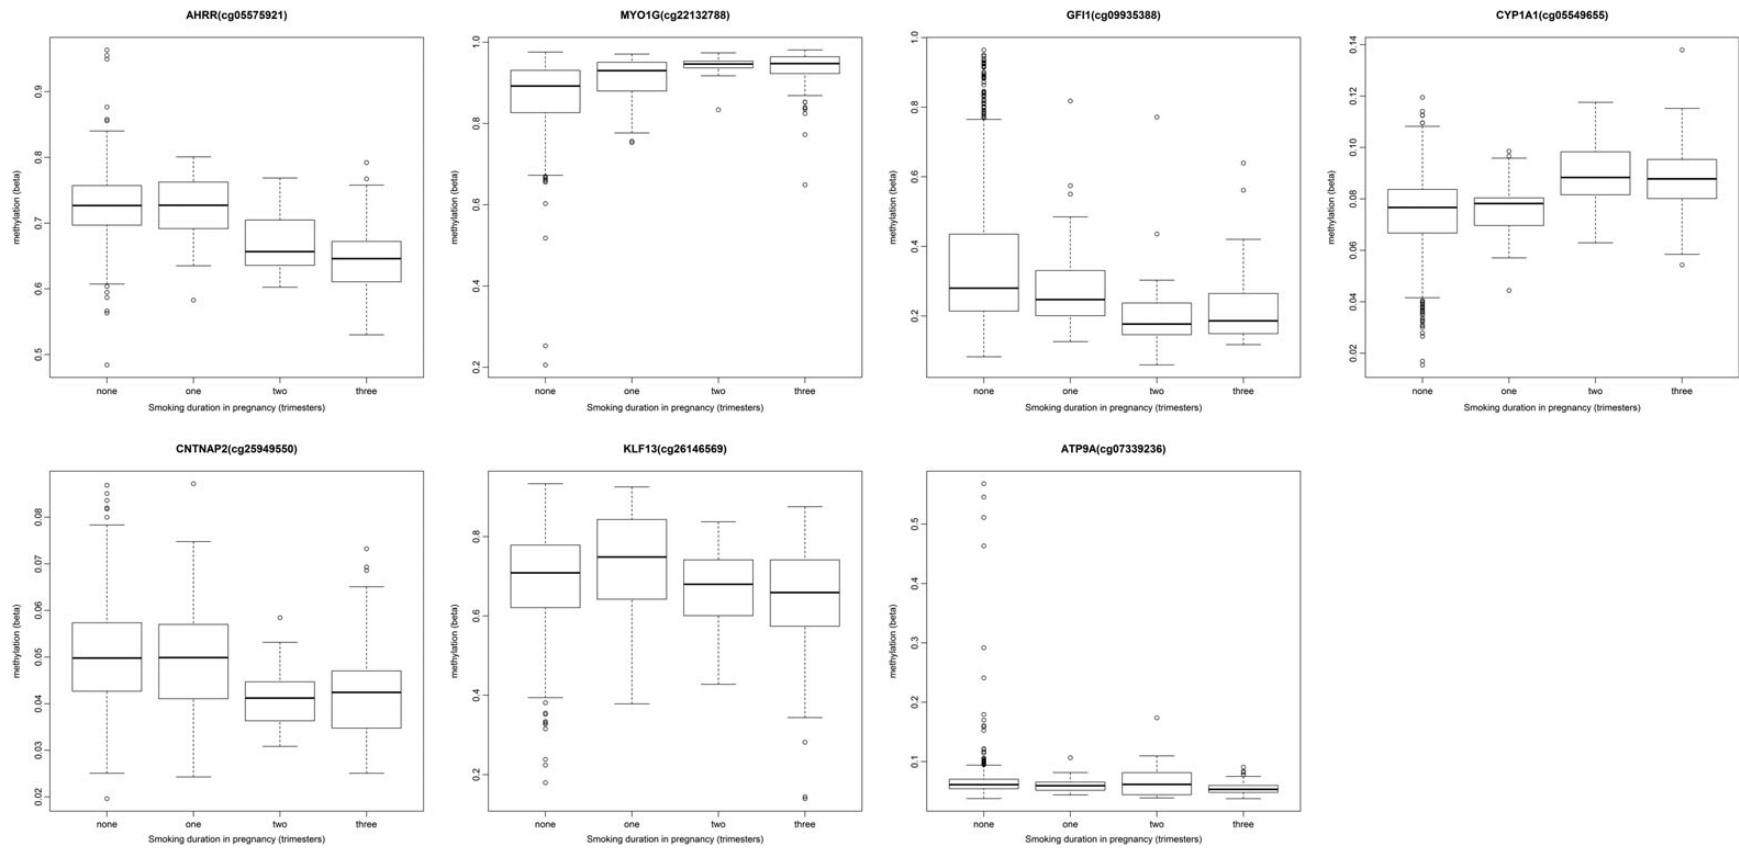 AHRR(cg05575921)
MYO1G(cg22132788)
GFI1(cg09935388)
CYP1A1(cg05549655)
methylation (beta)
0.5 0.6 0.7 0.8 0.9
none one two three
Smoking duration in pregnancy (trimesters)
methylation (beta)
0.2 0.4 0.6 0.8 1.0
none one two three
Smoking duration in pregnancy (trimesters)
methylation (beta)
0.2 0.4 0.6 0.8 1.0
none one two three
Smoking duration in pregnancy (trimesters)
methylation (beta)
0.02 0.04 0.06 0.08 0.10 0.12 0.14
none one two three
Smoking duration in pregnancy (trimesters)
CNTNAP2(cg25949550)
KLF13(cg26146569)
ATP9A(cg07339236)
methylation (beta)
0.02 0.03 0.04 0.05 0.06 0.07 0.08
none one two three
Smoking duration in pregnancy (trimesters)
methylation (beta)
0.2 0.4 0.6 0.8
none one two three
Smoking duration in pregnancy (trimesters)
methylation (beta)
0.1 0.2 0.3 0.4 0.5
none one two three
Smoking duration in pregnancy (trimesters)